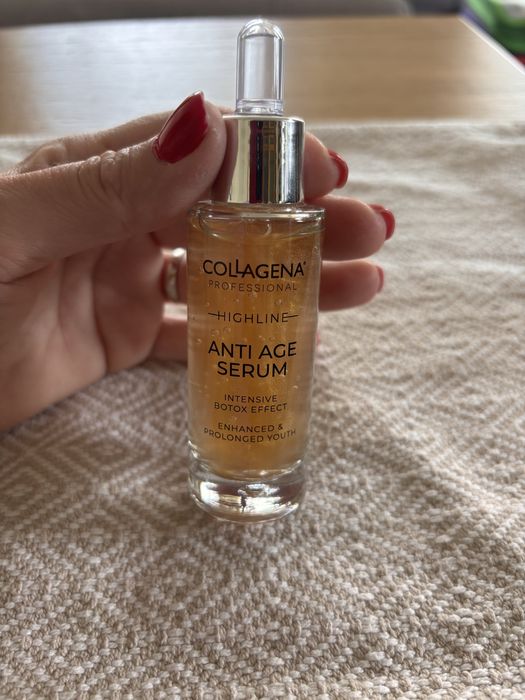 COLLAGENA®
PROFESSIONAL
HIGHLINE
ANTI AGE
SERUM
INTENSIVE
BOTOX EFFECT
ENHANCED &
PROLONGED YOUTH